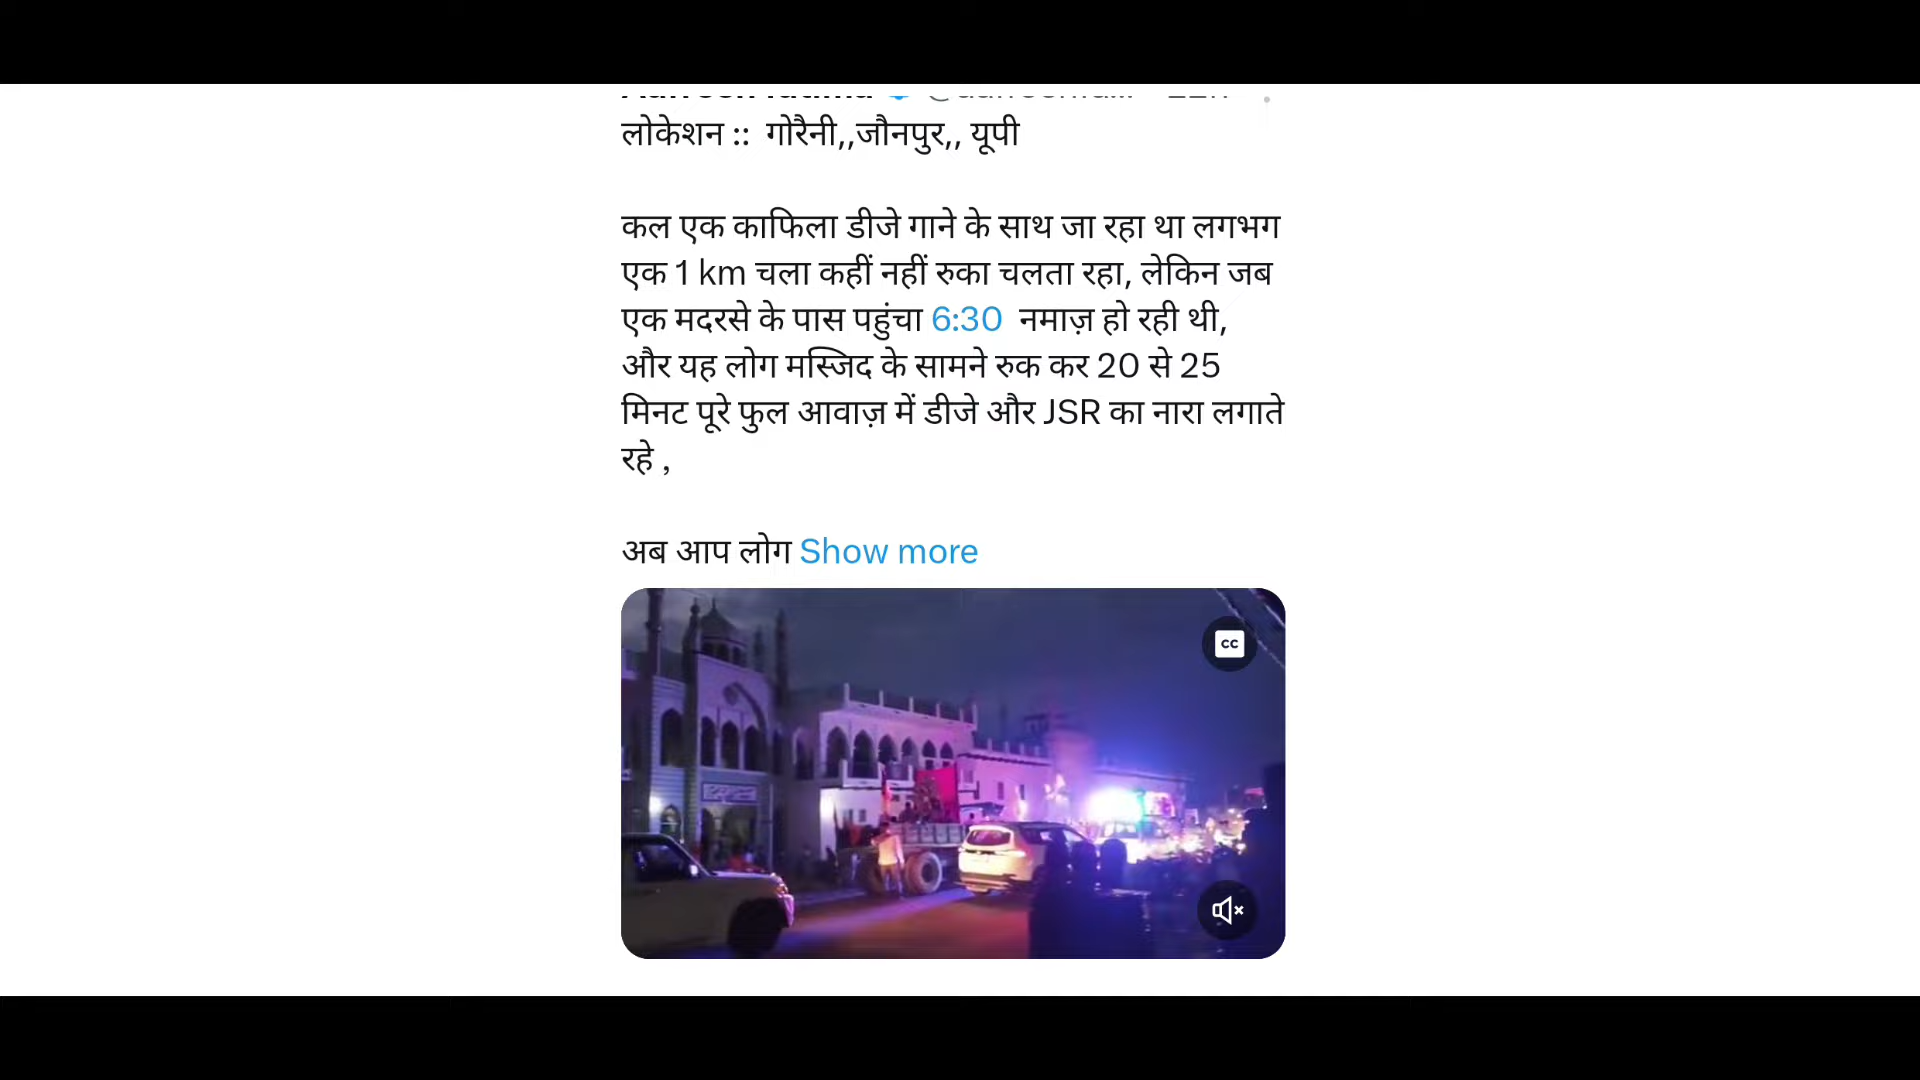 लोकेशन :: गोरैनी,,जौनपुर,, यूपी
कल एक काफिला डीजे गाने के साथ जा रहा था लगभग
एक 1 km चला कहीं नहीं रुका चलता रहा, लेकिन जब
एक मदरसे के पास पहुंचा 6:30 नमाज़ हो रही थी,
और यह लोग मस्जिद के सामने रुक कर 20 से 25
मिनट पूरे फुल आवाज़ में डीजे और JSR का नारा लगाते
रहे ,
अब आप लोग Show more
CC